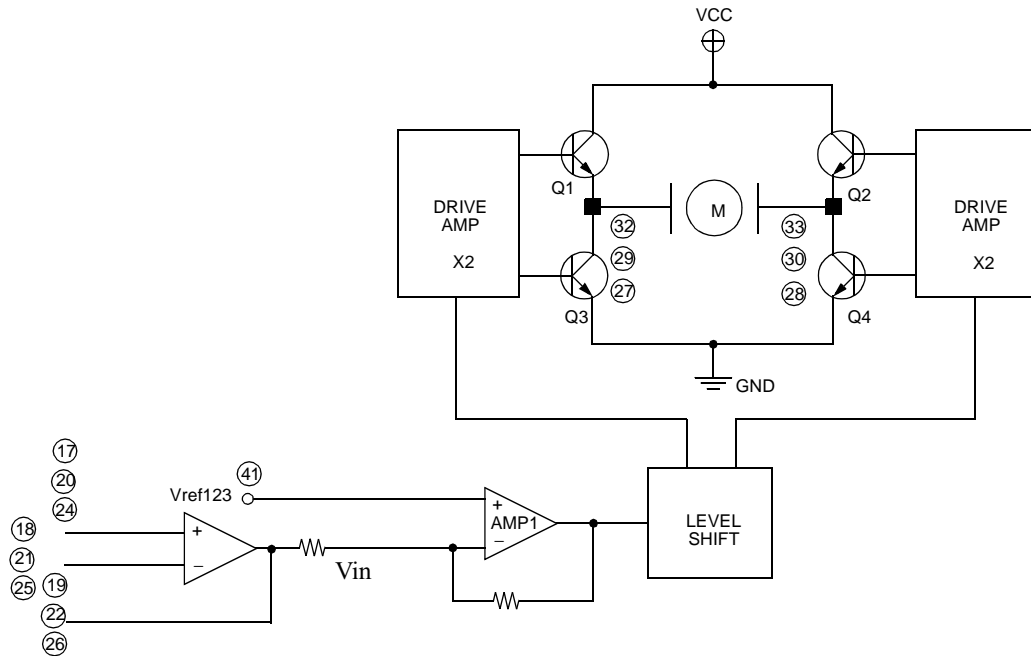 VCC
Q1
Q2
DRIVE
AMP
X2
M
DRIVE
AMP
X2
32
33
29
30
27
28
Q3
Q4
GND
17
20
24
41
Vref123
18
21
25
19
22
26
+
−
Vin
+
AMP1
−
LEVEL
SHIFT